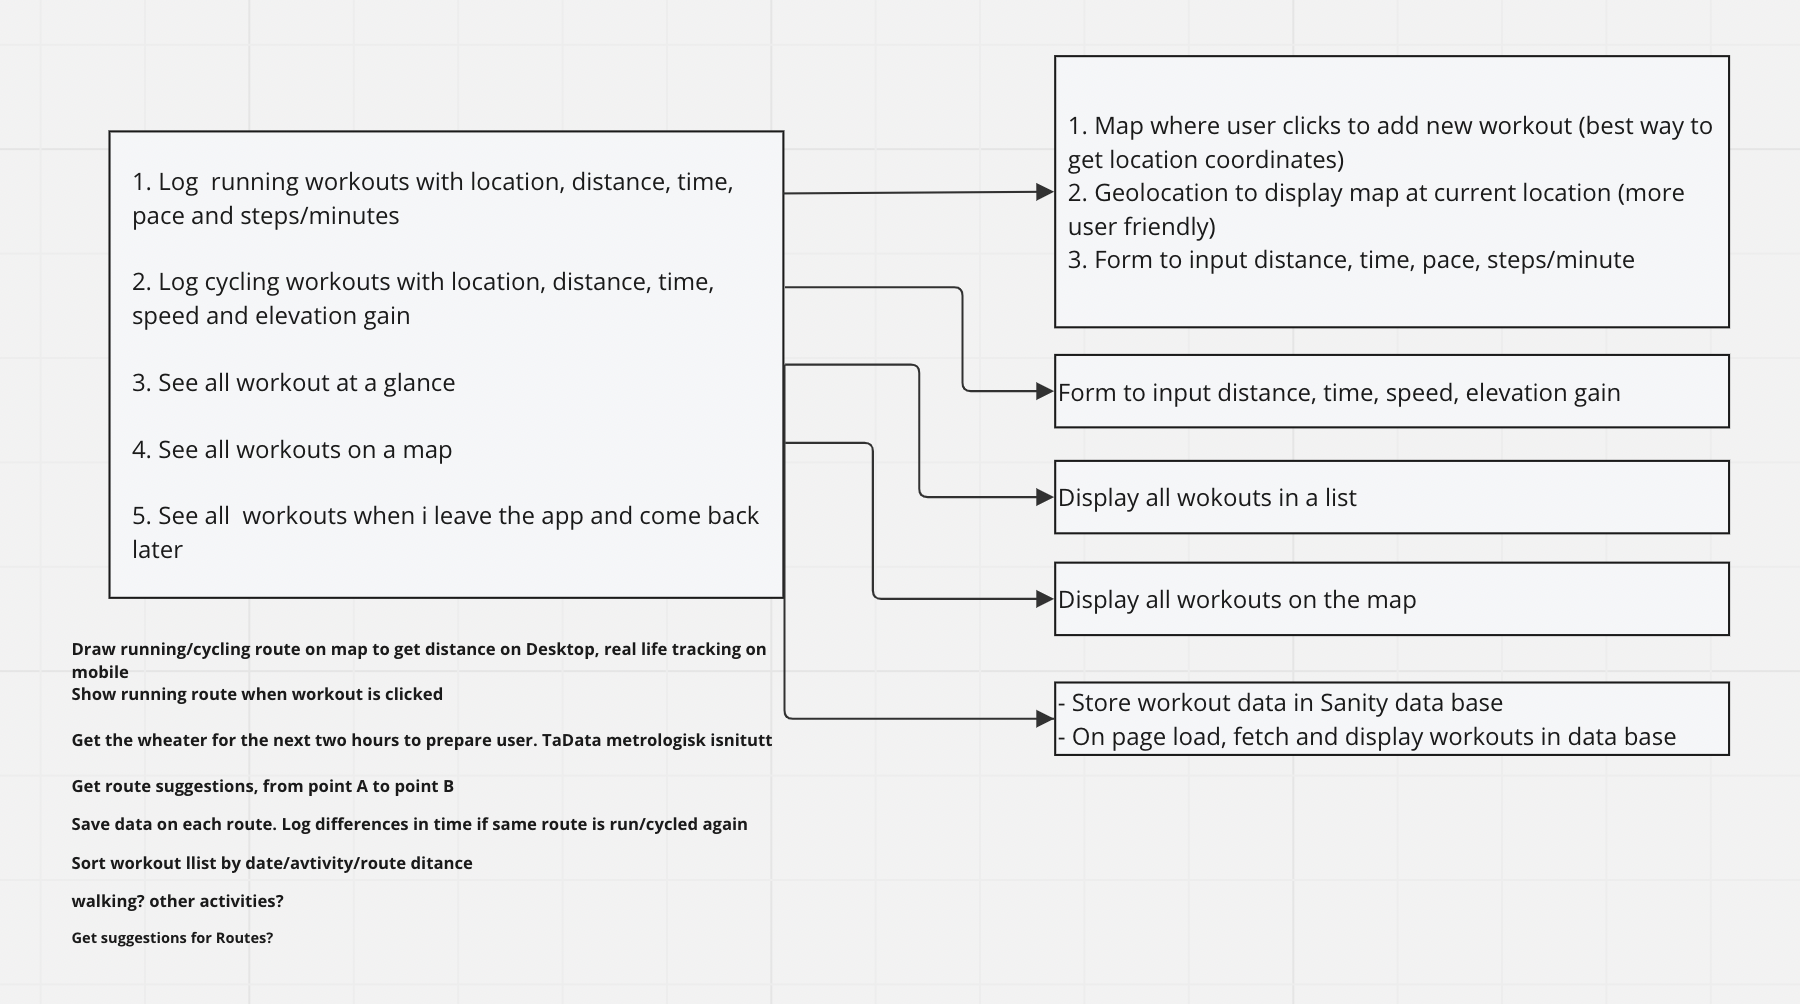 1. Log  running workouts with location, distance, time,
pace and steps/minutes
2. Log cycling workouts with location, distance, time,
speed and elevation gain
3. See all workout at a glance
4. See all workouts on a map
5. See all  workouts when i leave the app and come back
later
1. Map where user clicks to add new workout (best way to
get location coordinates)
2. Geolocation to display map at current location (more
user friendly)
3. Form to input distance, time, pace, steps/minute
Form to input distance, time, speed, elevation gain
Display all wokouts in a list
Display all workouts on the map
- Store workout data in Sanity data base
- On page load, fetch and display workouts in data base
Draw running/cycling route on map to get distance on Desktop, real life tracking on
mobile
Show running route when workout is clicked
Get the wheater for the next two hours to prepare user. TaData metrologisk isnitutt
Get route suggestions, from point A to point B
Save data on each route. Log differences in time if same route is run/cycled again
Sort workout llist by date/avtivity/route ditance
walking? other activities?
Get suggestions for Routes?